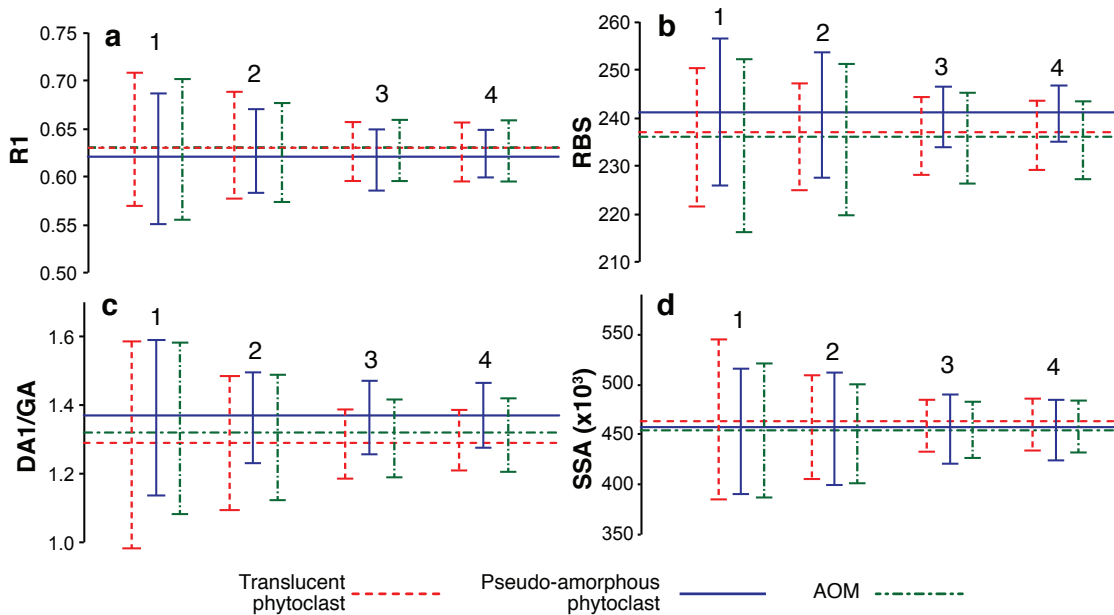 a
0.75
0.70
0.65
0.60
0.55
0.50
R1
1
2
3
4
b
260
250
240
230
220
210
RBS
1
2
3
4
c
1.6
1.4
1.2
1.0
DA1/GA
1
2
3
4
d
550
500
450
400
350
SSA (x10³)
1
2
3
4
Translucent
phytoclast
Pseudo-amorphous
phytoclast
AOM